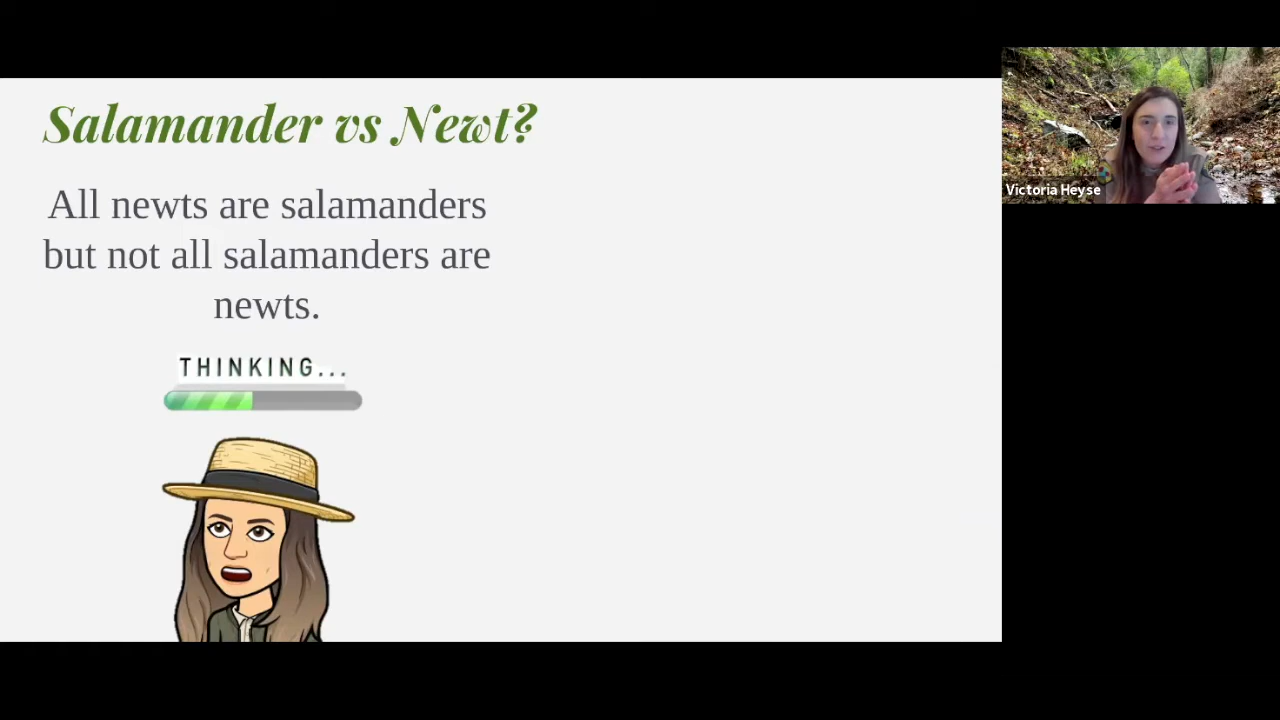 Salamander vs Newt?
All newts are salamanders
but not all salamanders are
newts.
THINKING...
Victoria Heyse